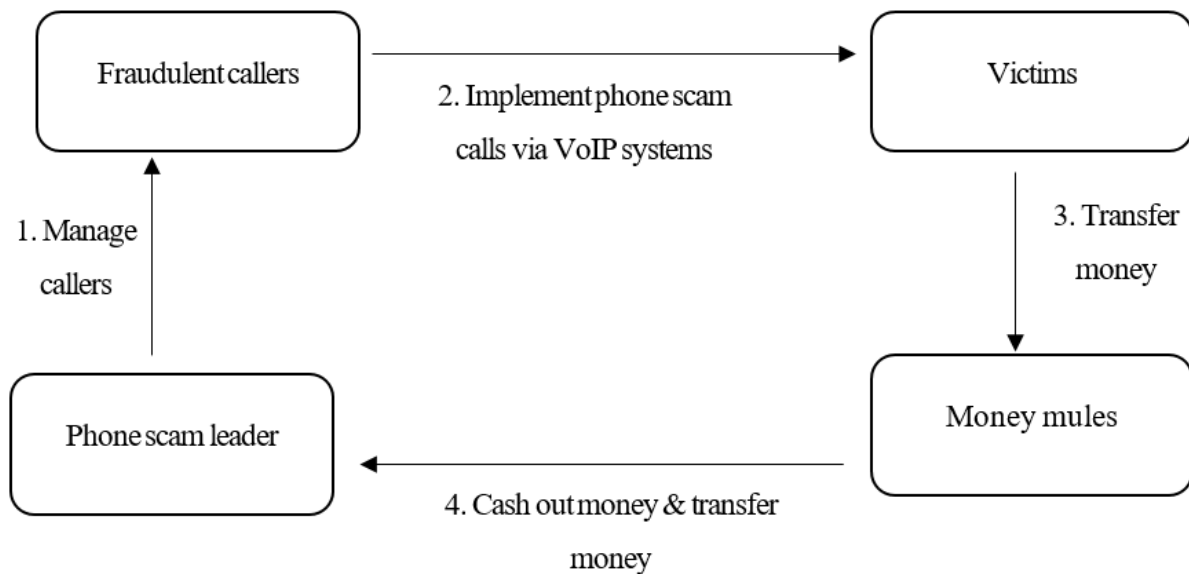 Fraudulent callers
Victims
2. Implement phone scam
calls via VoIP systems
1. Manage
callers
3. Transfer
money
Phone scam leader
Money mules
4. Cash out money & transfer
money